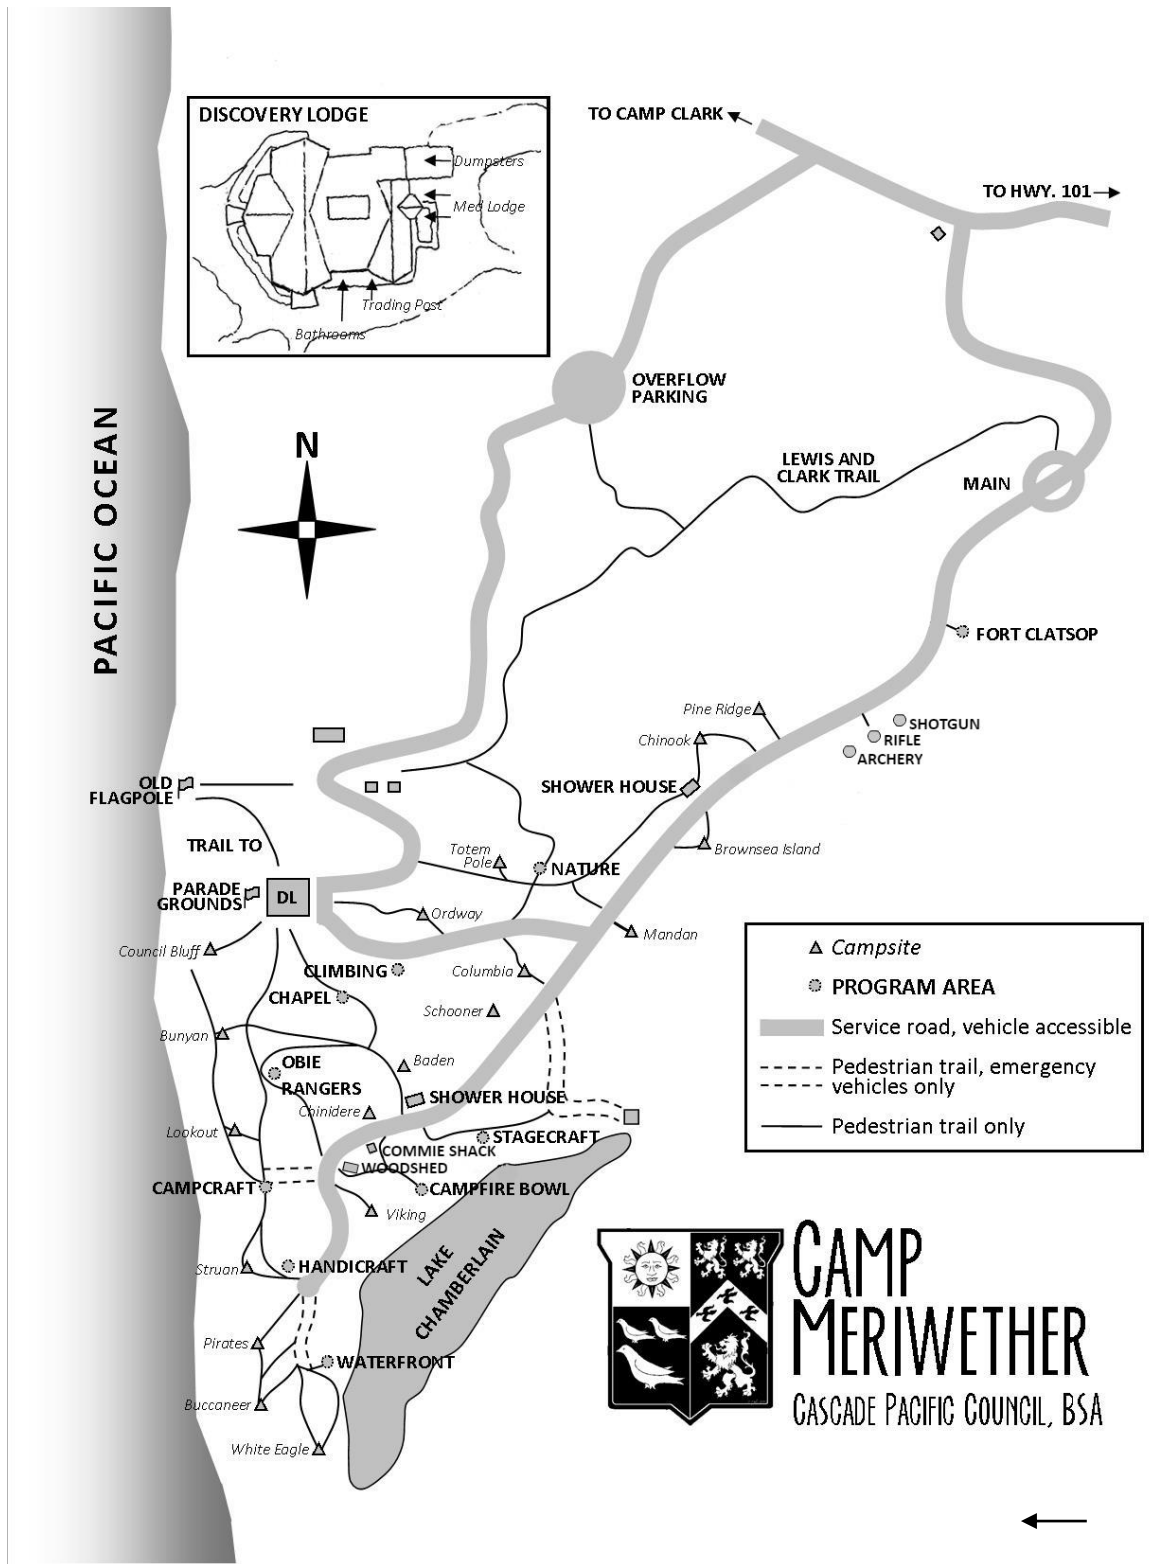 DISCOVERY LODGE
Dumpsters
Med Lodge
Trading Post
Bathrooms
TO CAMP CLARK
TO HWY. 101
OVERFLOW
PARKING
N
PACIFIC OCEAN
LEWIS AND
CLARK TRAIL
MAIN
FORT CLATSOP
Pine Ridge
SHOTGUN
RIFLE
ARCHERY
Chinook
SHOWER HOUSE
OLD
FLAGPOLE
TRAIL TO
Totem
Pole
NATURE
Brownsea Island
PARADE
GROUNDS
DL
Ordway
Mandan
Council Bluff
CLIMBING
Columbia
CHAPEL
Schooner
Bunyan
OBIE
RANGERS
Baden
SHOWER HOUSE
Chinidere
Lookout
STAGECRAFT
COMMIE SHACK
WOODSHED
CAMPCRAFT
CAMPFIRE BOWL
Viking
LAKE
CHAMBERLAIN
Struan
HANDICRAFT
Pirates
WATERFRONT
Buccaneer
White Eagle
Campsite
PROGRAM AREA
Service road, vehicle accessible
Pedestrian trail, emergency
vehicles only
Pedestrian trail only
CAMP
MERIWETHER
CASCADE PACIFIC COUNCIL, BSA